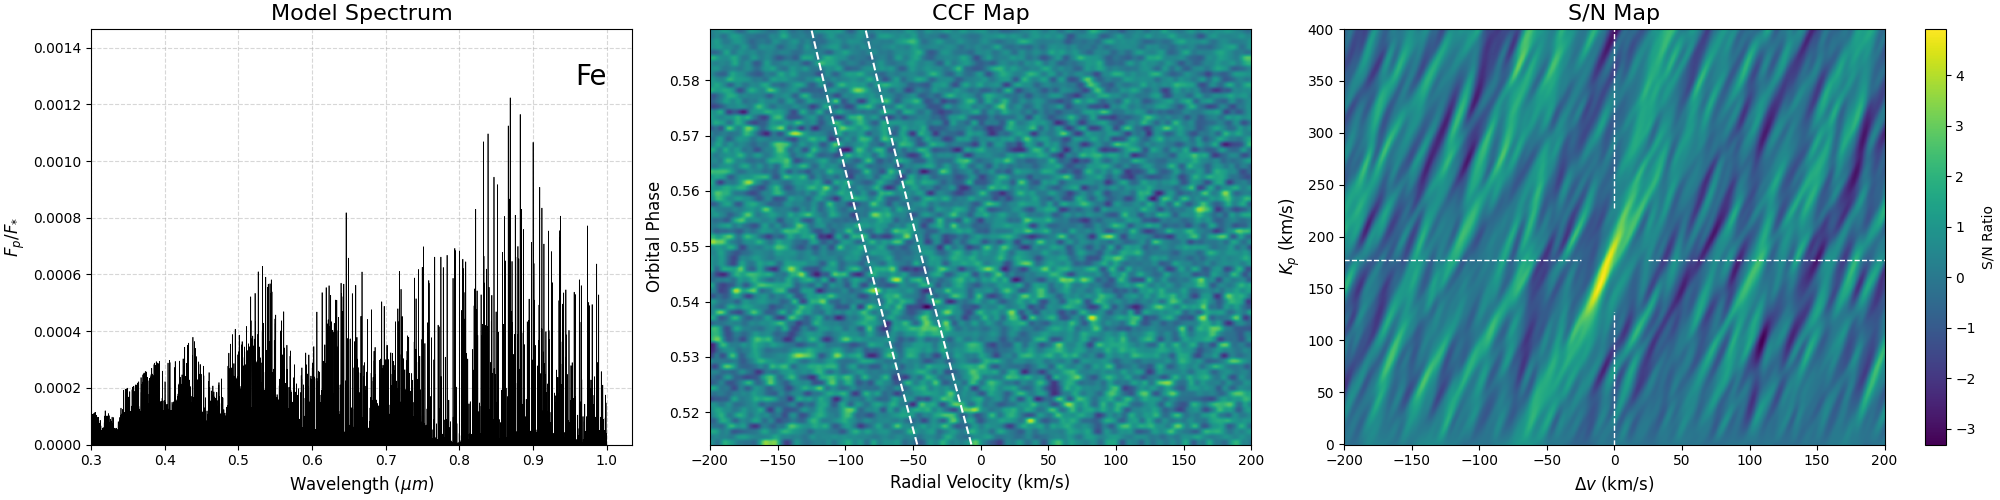 Model Spectrum
Fe
0.0014
0.0012
0.0010
0.0008
0.0006
0.0004
0.0002
0.0000
0.3 0.4 0.5 0.6 0.7 0.8 0.9 1.0
Wavelength (μm)
Fp/F*
CCF Map
0.58
0.57
0.56
0.55
0.54
0.53
0.52
−200 −150 −100 −50 0 50 100 150 200
Radial Velocity (km/s)
Orbital Phase
S/N Map
400
350
300
250
200
150
100
50
0
−200 −150 −100 −50 0 50 100 150 200
Δv (km/s)
Kp (km/s)
4
3
2
1
0
−1
−2
−3
S/N Ratio